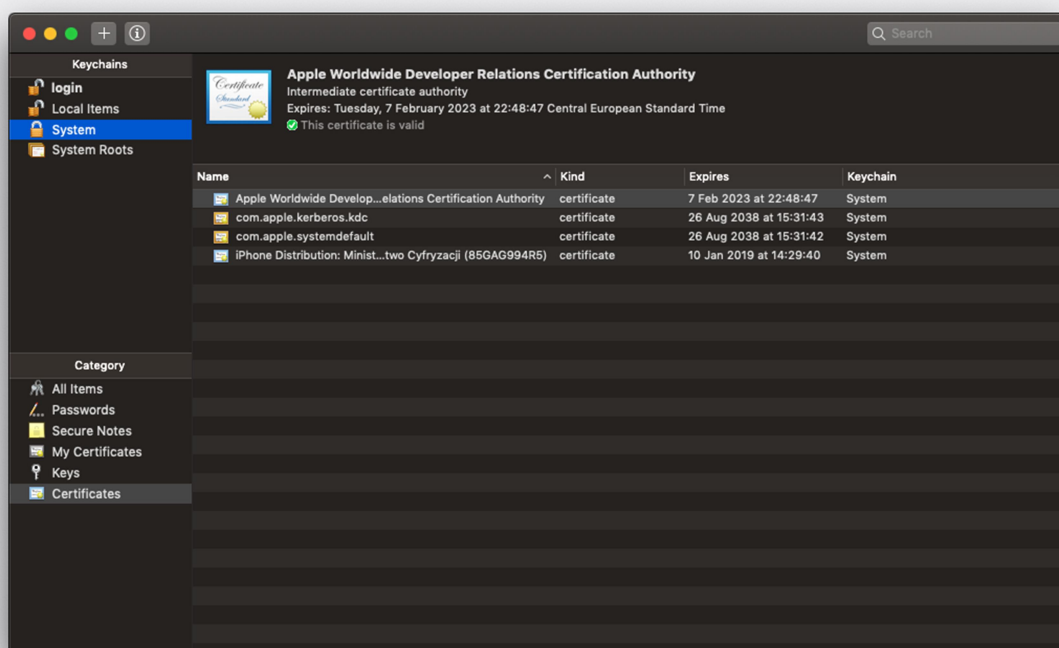 Search
Keychains
login
Local Items
System
System Roots
Certificate
Standard
Apple Worldwide Developer Relations Certification Authority
Intermediate certificate authority
Expires: Tuesday, 7 February 2023 at 22:48:47 Central European Standard Time
This certificate is valid
Name Kind Expires Keychain
Apple Worldwide Develop...elations Certification Authority certificate 7 Feb 2023 at 22:48:47 System
com.apple.kerberos.kdc certificate 26 Aug 2038 at 15:31:43 System
com.apple.systemdefault certificate 26 Aug 2038 at 15:31:42 System
iPhone Distribution: Minist...two Cyfryzacji (85GAG994R5) certificate 10 Jan 2019 at 14:29:40 System
Category
All Items
Passwords
Secure Notes
My Certificates
Keys
Certificates